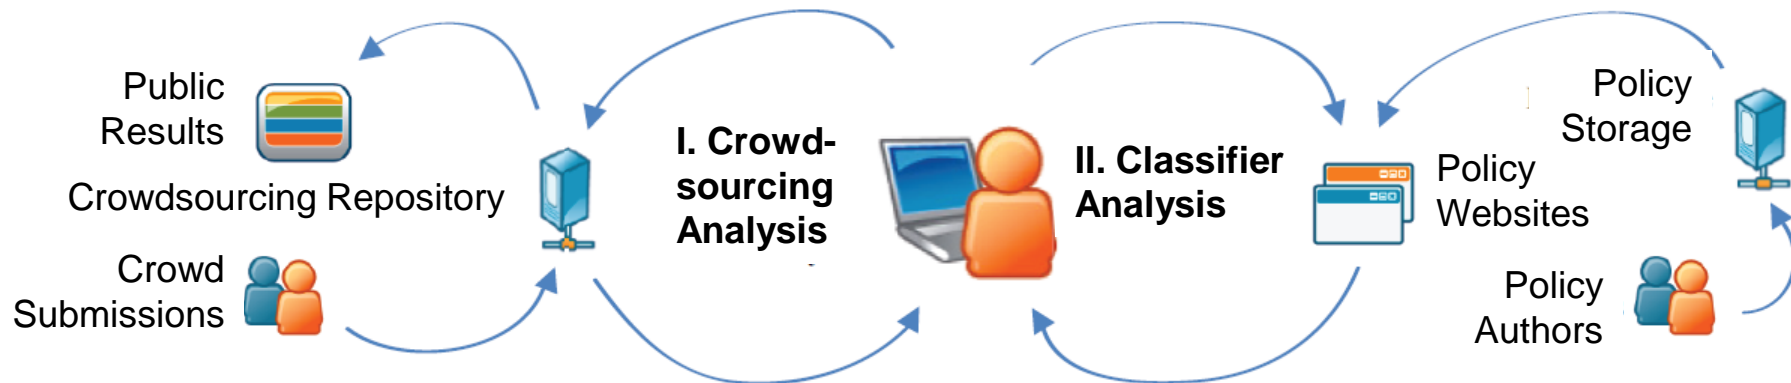 Public
Results
Crowdsourcing Repository
Crowd
Submissions
I. Crowd-
sourcing
Analysis
II. Classifier
Analysis
Policy
Websites
Policy
Storage
Policy
Authors